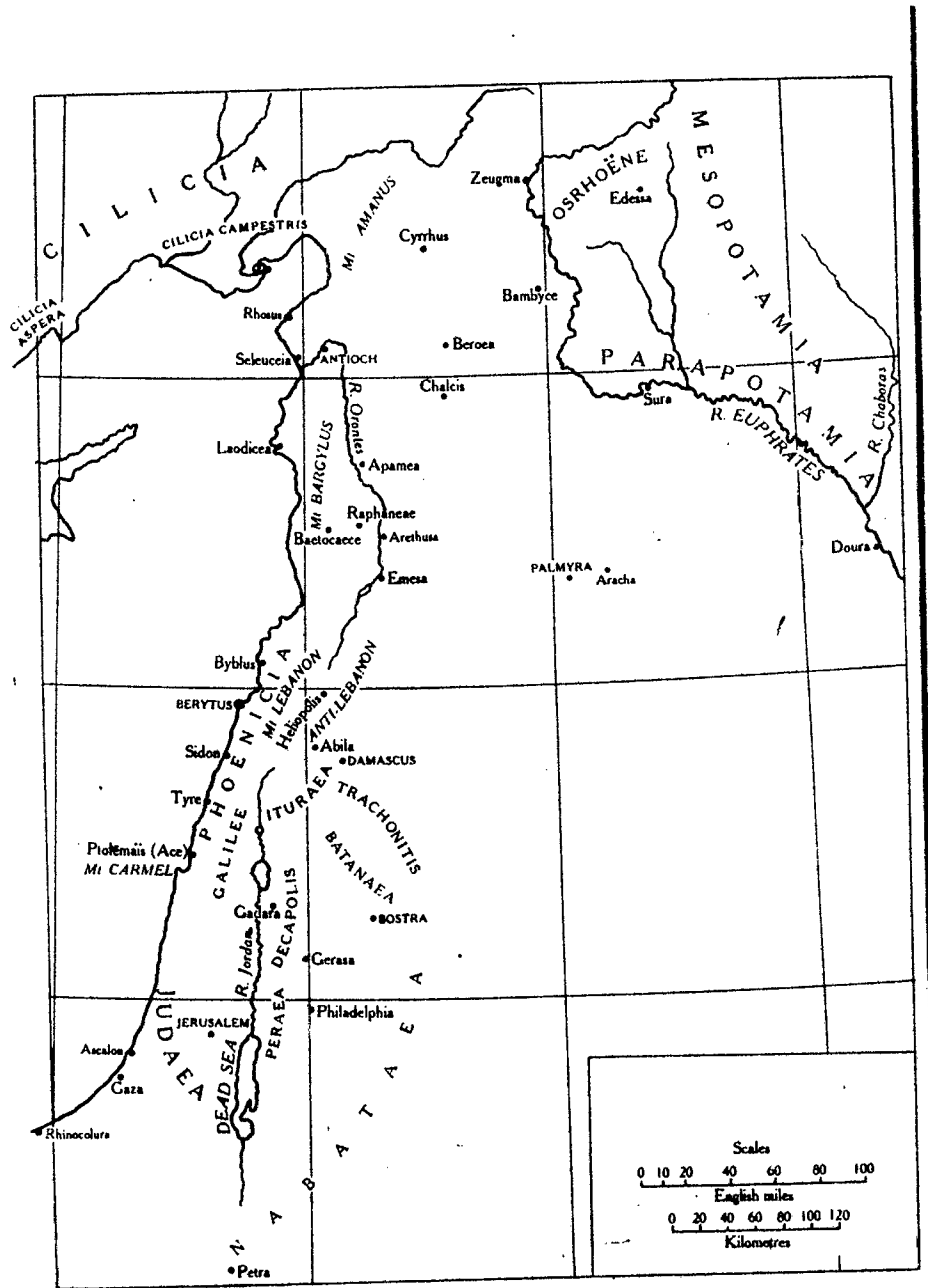 MESOPOTAMIA
CILICIA
OSRHOËNE
Zeugma
Edessa
Mt AMANUS
CILICIA CAMPESTRIS
Cyrrhus
Bambyce
CILICIA
ASPERA
Rhosus
Seleuceia
ANTIOCH
Beroea
PARAPOTAMIA
Chalcis
Sura
R. Orontes
R. EUPHRATES
R. Chaboras
Laodicea
Mt BARGYLUS
Apamea
Raphaneae
Baetocaece
Arethusa
Doura
Emesa
PALMYRA
Aracha
Byblus
PHOENICIA
Mt LEBANON
Heliopolis
ANTI-LEBANON
BERYTUS
Sidon
Abila
DAMASCUS
ITURAEA
TRACHONITIS
Tyre
GALILEE
BATANAEA
Ptolemaïs (Ace)
Mt CARMEL
Gadara
BOSTRA
DECAPOLIS
R. Jordan
Gerasa
PERAEA
Philadelphia
JUDAEA
JERUSALEM
Ascalon
Gaza
DEAD SEA
NABATAEA
Rhinocolura
Petra
Scales
0 10 20 40 60 80 100
English miles
0 20 40 60 80 100 120
Kilometres